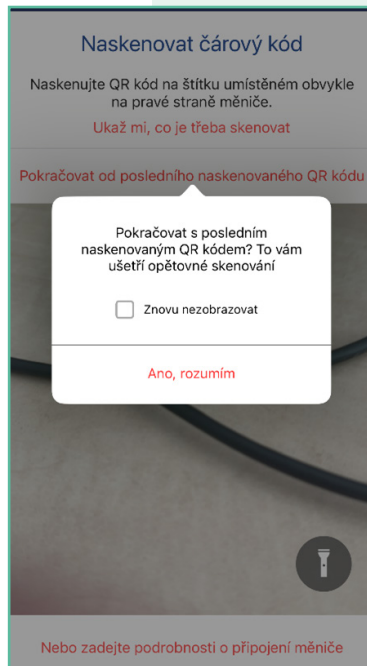 Naskenovat čárový kód
Naskenujte QR kód na štítku umístěném obvykle
na pravé straně měniče.
Ukaž mi, co je třeba skenovat
Pokračovat od posledního naskenovaného QR kódu
Pokračovat s posledním
naskenovaným QR kódem? To vám
ušetří opětovné skenování
Znovu nezobrazovat
Ano, rozumím
Nebo zadejte podrobnosti o připojení měniče